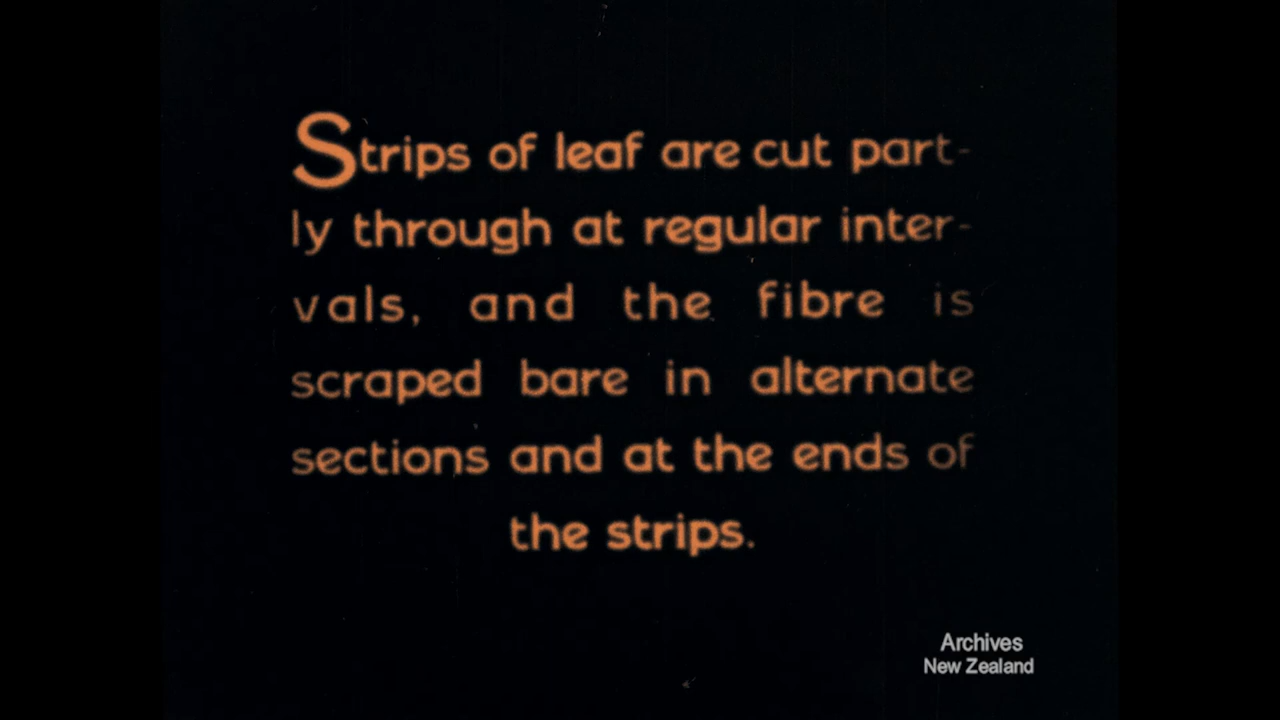 Strips of leaf are cut part-
ly through at regular inter-
vals, and the fibre is
scraped bare in alternate
sections and at the ends of
the strips.
Archives
New Zealand